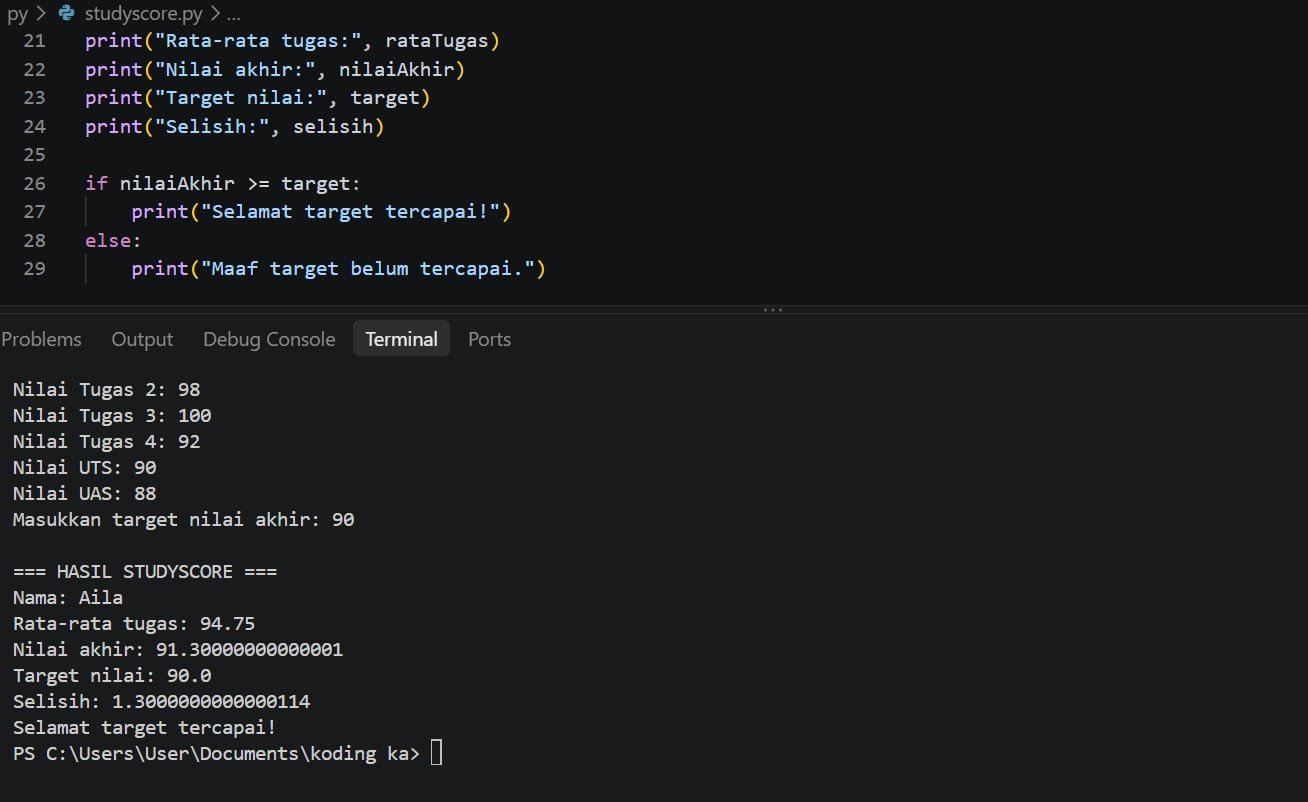 py > studyscore.py > ...
21 print("Rata-rata tugas:", rataTugas)
22 print("Nilai akhir:", nilaiAkhir)
23 print("Target nilai:", target)
24 print("Selisih:", selisih)
25
26 if nilaiAkhir >= target:
27     print("Selamat target tercapai!")
28 else:
29     print("Maaf target belum tercapai.")
Problems Output Debug Console Terminal Ports
Nilai Tugas 2: 98
Nilai Tugas 3: 100
Nilai Tugas 4: 92
Nilai UTS: 90
Nilai UAS: 88
Masukkan target nilai akhir: 90
=== HASIL STUDYSCORE ===
Nama: Aila
Rata-rata tugas: 94.75
Nilai akhir: 91.30000000000001
Target nilai: 90.0
Selisih: 1.3000000000000114
Selamat target tercapai!
PS C:\Users\User\Documents\koding ka>